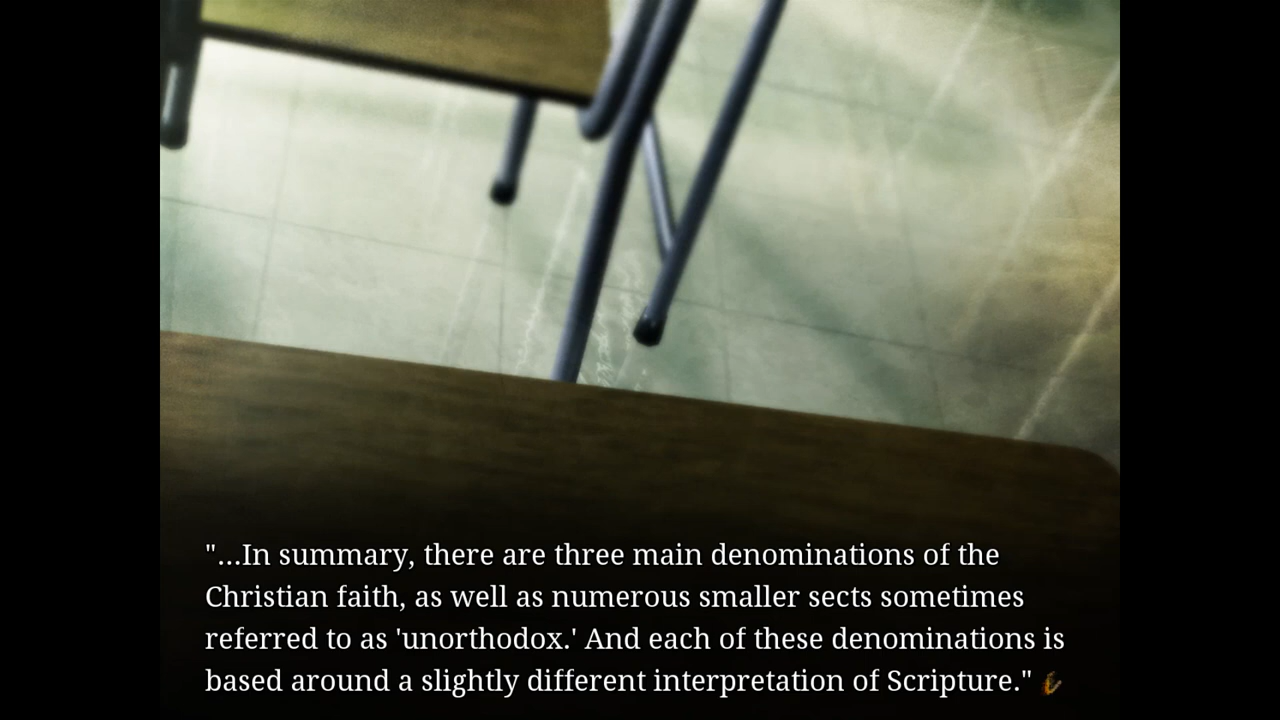 "…In summary, there are three main denominations of the
Christian faith, as well as numerous smaller sects sometimes
referred to as 'unorthodox.' And each of these denominations is
based around a slightly different interpretation of Scripture."